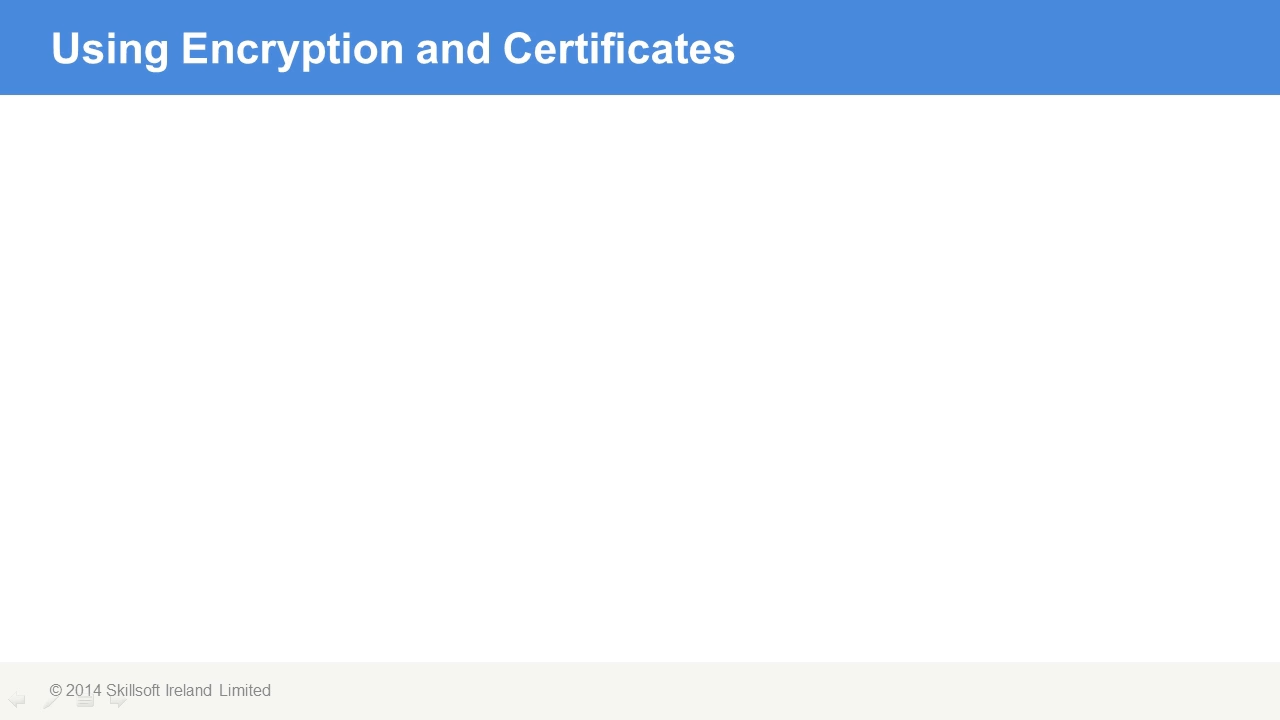 Using Encryption and Certificates
© 2014 Skillsoft Ireland Limited